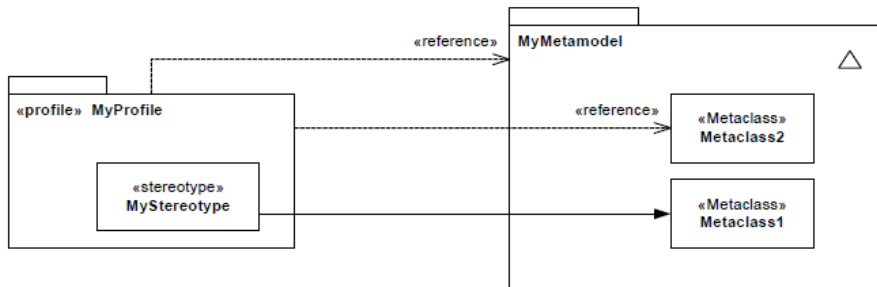 «reference»
MyMetamodel
«profile» MyProfile
«reference»
«Metaclass»
Metaclass2
«stereotype»
MyStereotype
«Metaclass»
Metaclass1